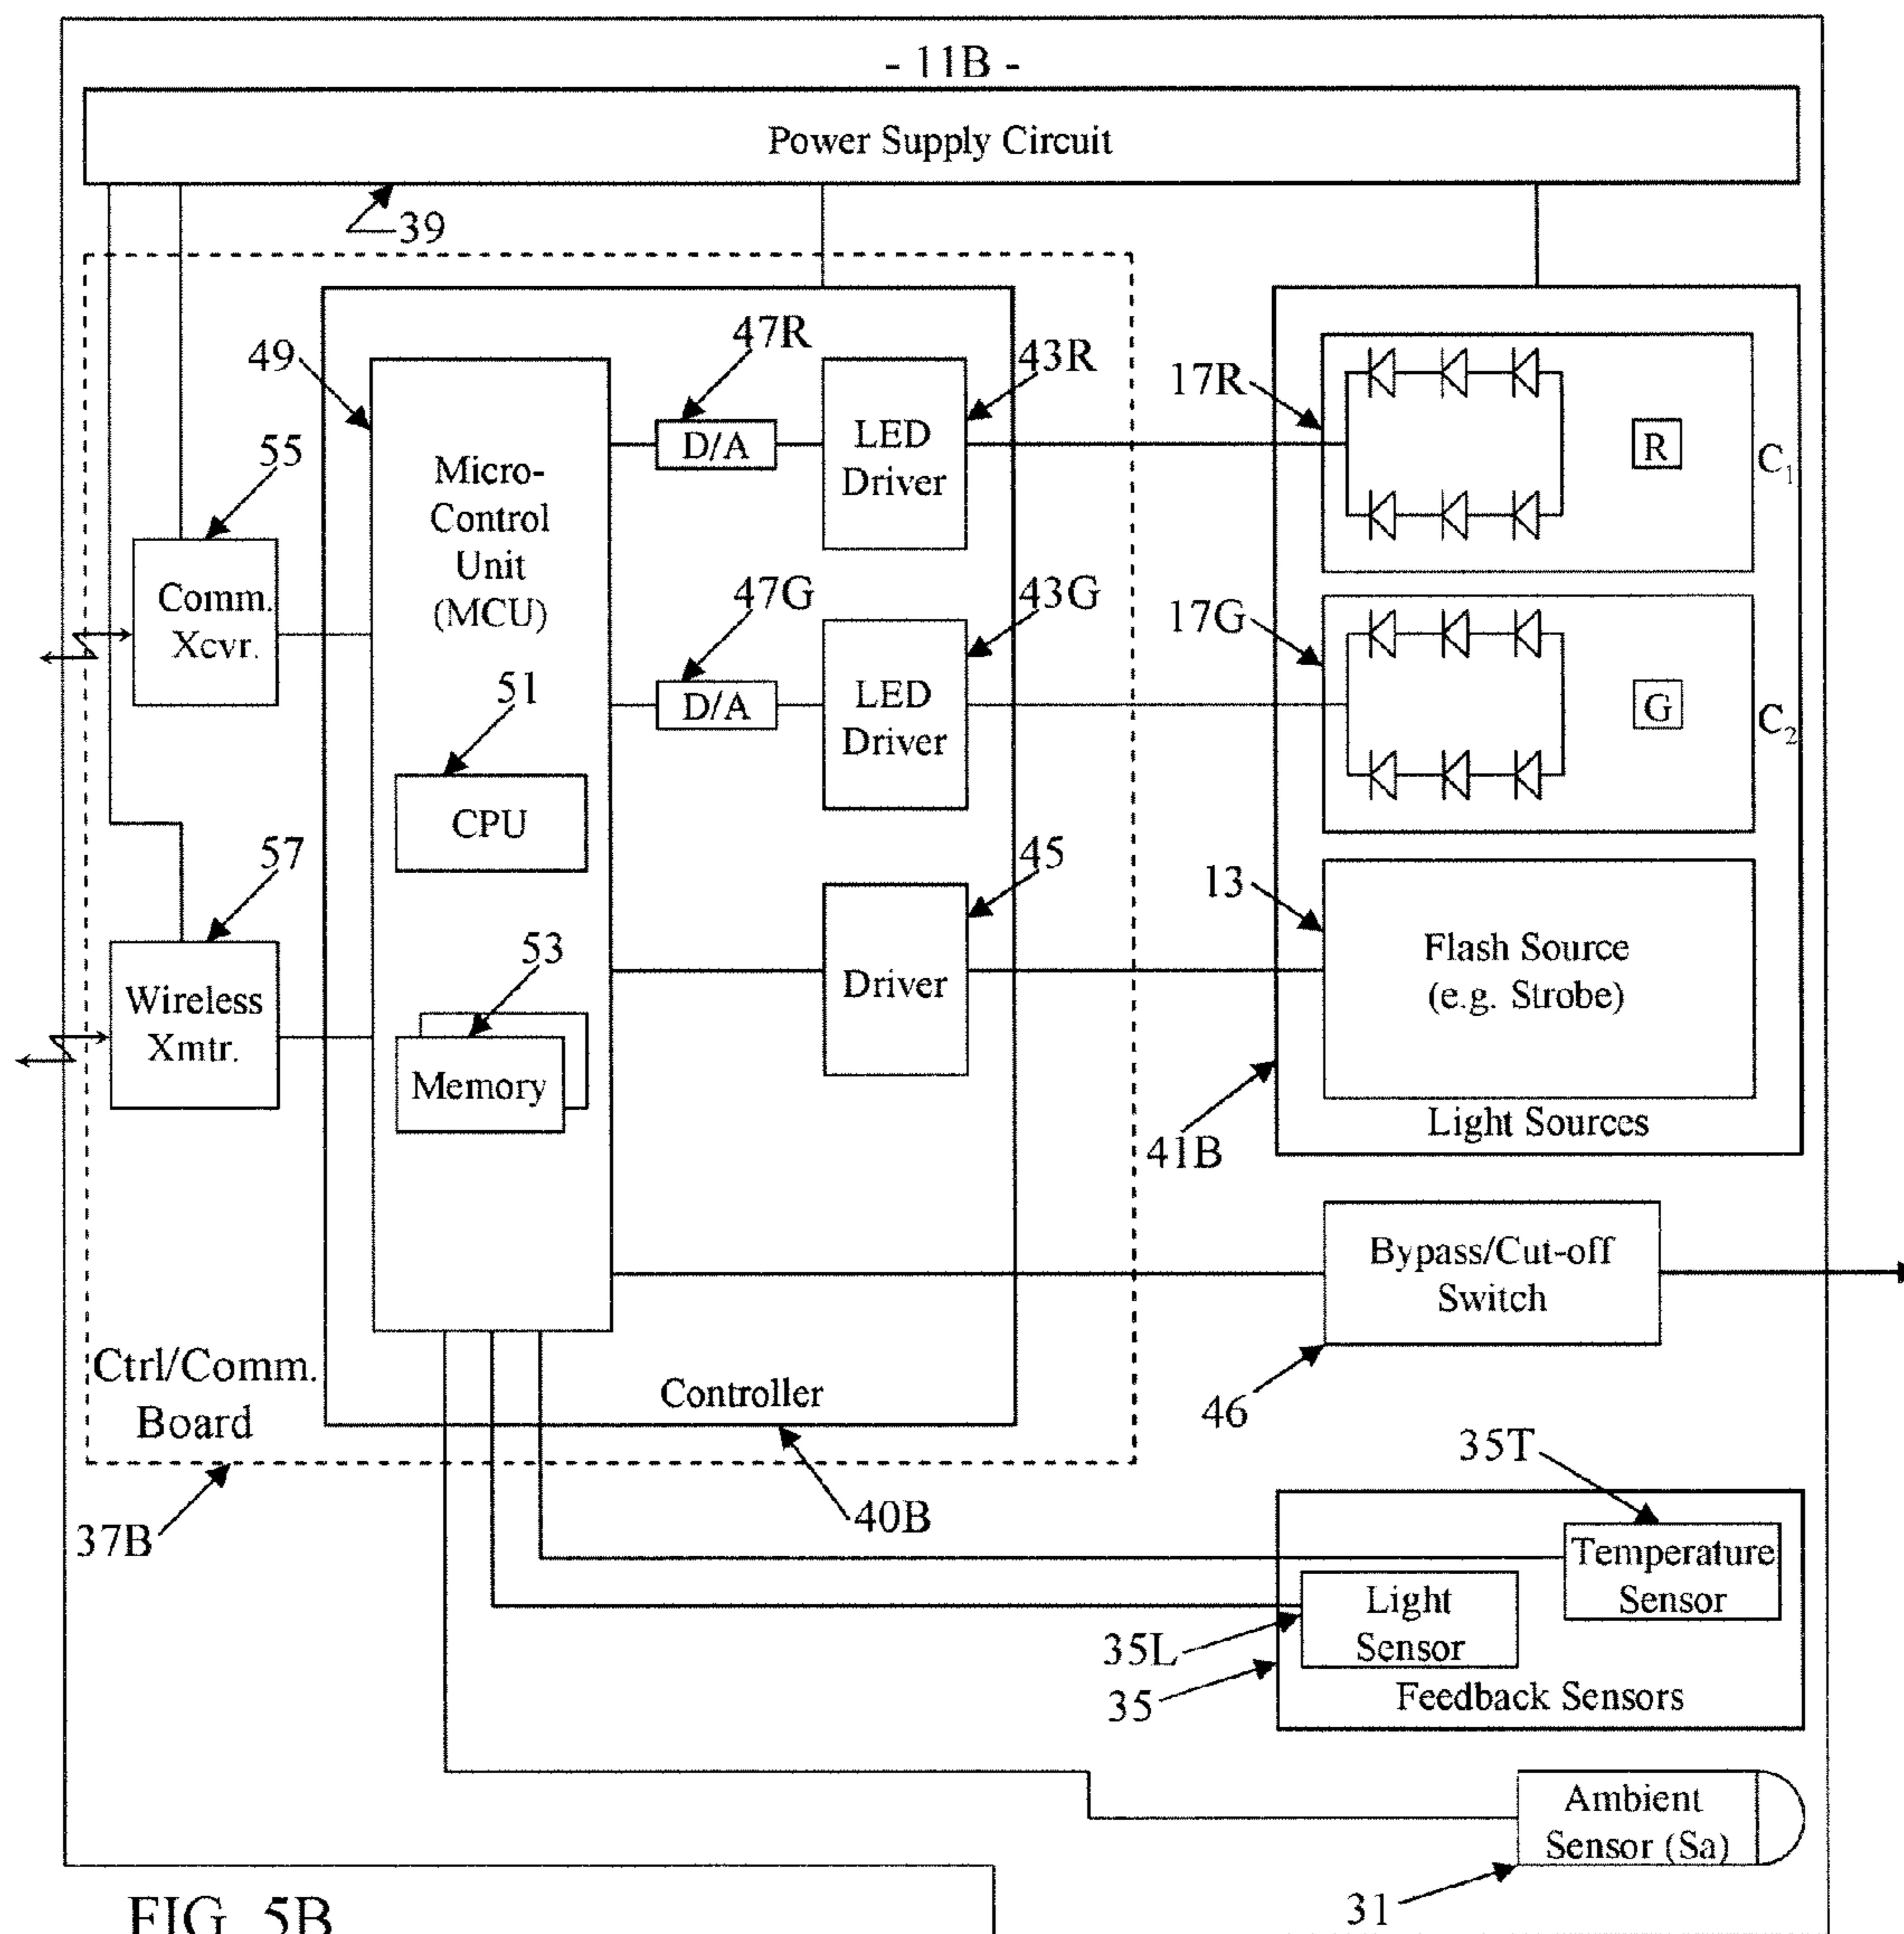 - 11B -
Power Supply Circuit
39
47R
43R
49
17R
D/A
LED
Driver
R
C1
Micro-
Control
Unit
(MCU)
55
Comm.
Xcvr.
47G
43G
17G
D/A
LED
Driver
G
C2
51
CPU
57
45
13
Wireless
Xmtr.
53
Memory
Driver
Flash Source
(e.g. Strobe)
Light Sources
41B
Bypass/Cut-off
Switch
46
Ctrl/Comm.
Board
Controller
37B
40B
35T
Temperature
Sensor
Light
Sensor
35L
35
Feedback Sensors
Ambient
Sensor (Sa)
31
FIG. 5B